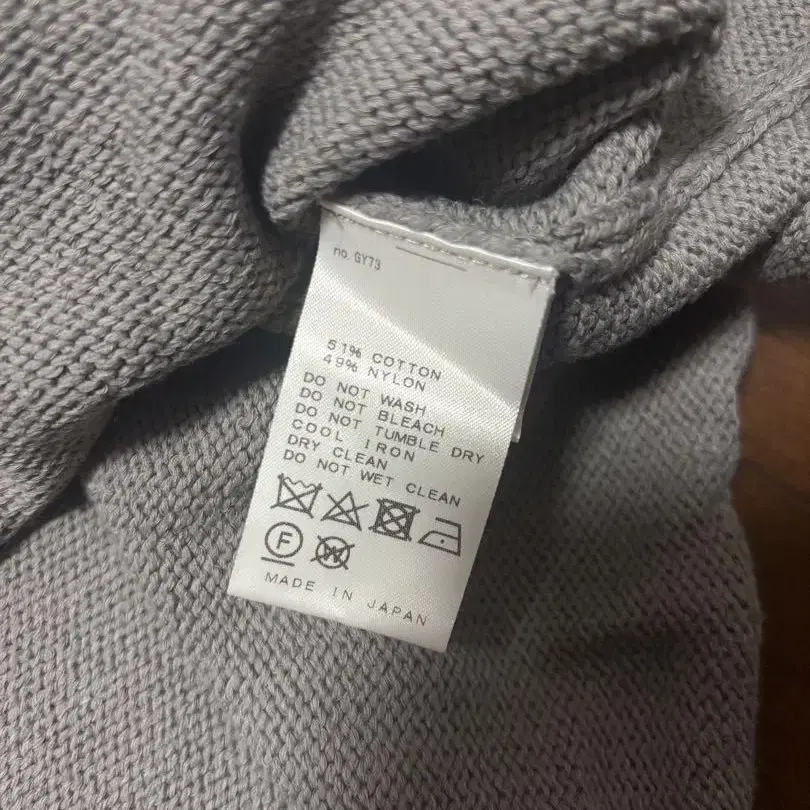 no. GY73
51% COTTON
49% NYLON
DO NOT WASH
DO NOT BLEACH
DO NOT TUMBLE DRY
COOL IRON
DRY CLEAN
DO NOT WET CLEAN
F W
MADE IN JAPAN